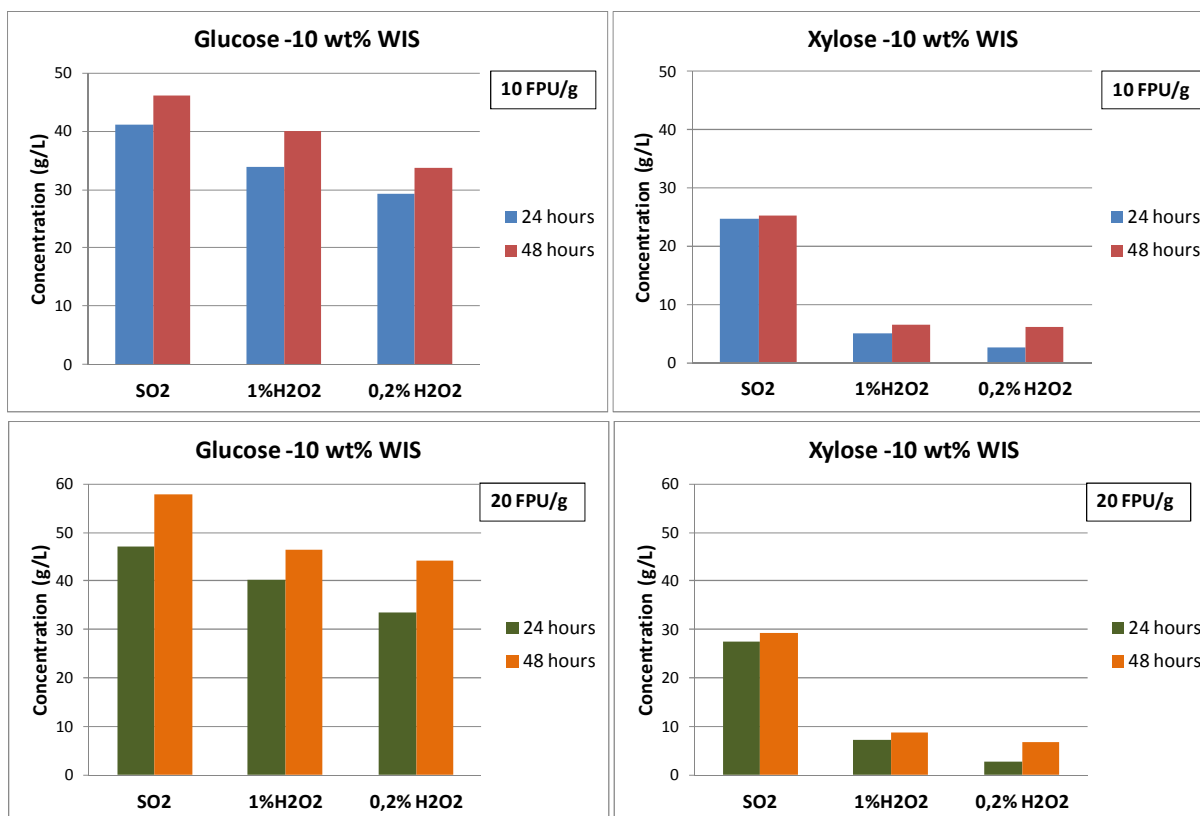 Glucose -10 wt% WIS
10 FPU/g
Concentration (g/L)
50
40
30
20
10
0
SO2 1%H2O2 0,2% H2O2
24 hours
48 hours
Xylose -10 wt% WIS
10 FPU/g
Concentration (g/L)
50
40
30
20
10
0
SO2 1%H2O2 0,2% H2O2
24 hours
48 hours
Glucose -10 wt% WIS
20 FPU/g
Concentration (g/L)
60
50
40
30
20
10
0
SO2 1%H2O2 0,2% H2O2
24 hours
48 hours
Xylose -10 wt% WIS
20 FPU/g
Concentration (g/L)
60
50
40
30
20
10
0
SO2 1%H2O2 0,2% H2O2
24 hours
48 hours